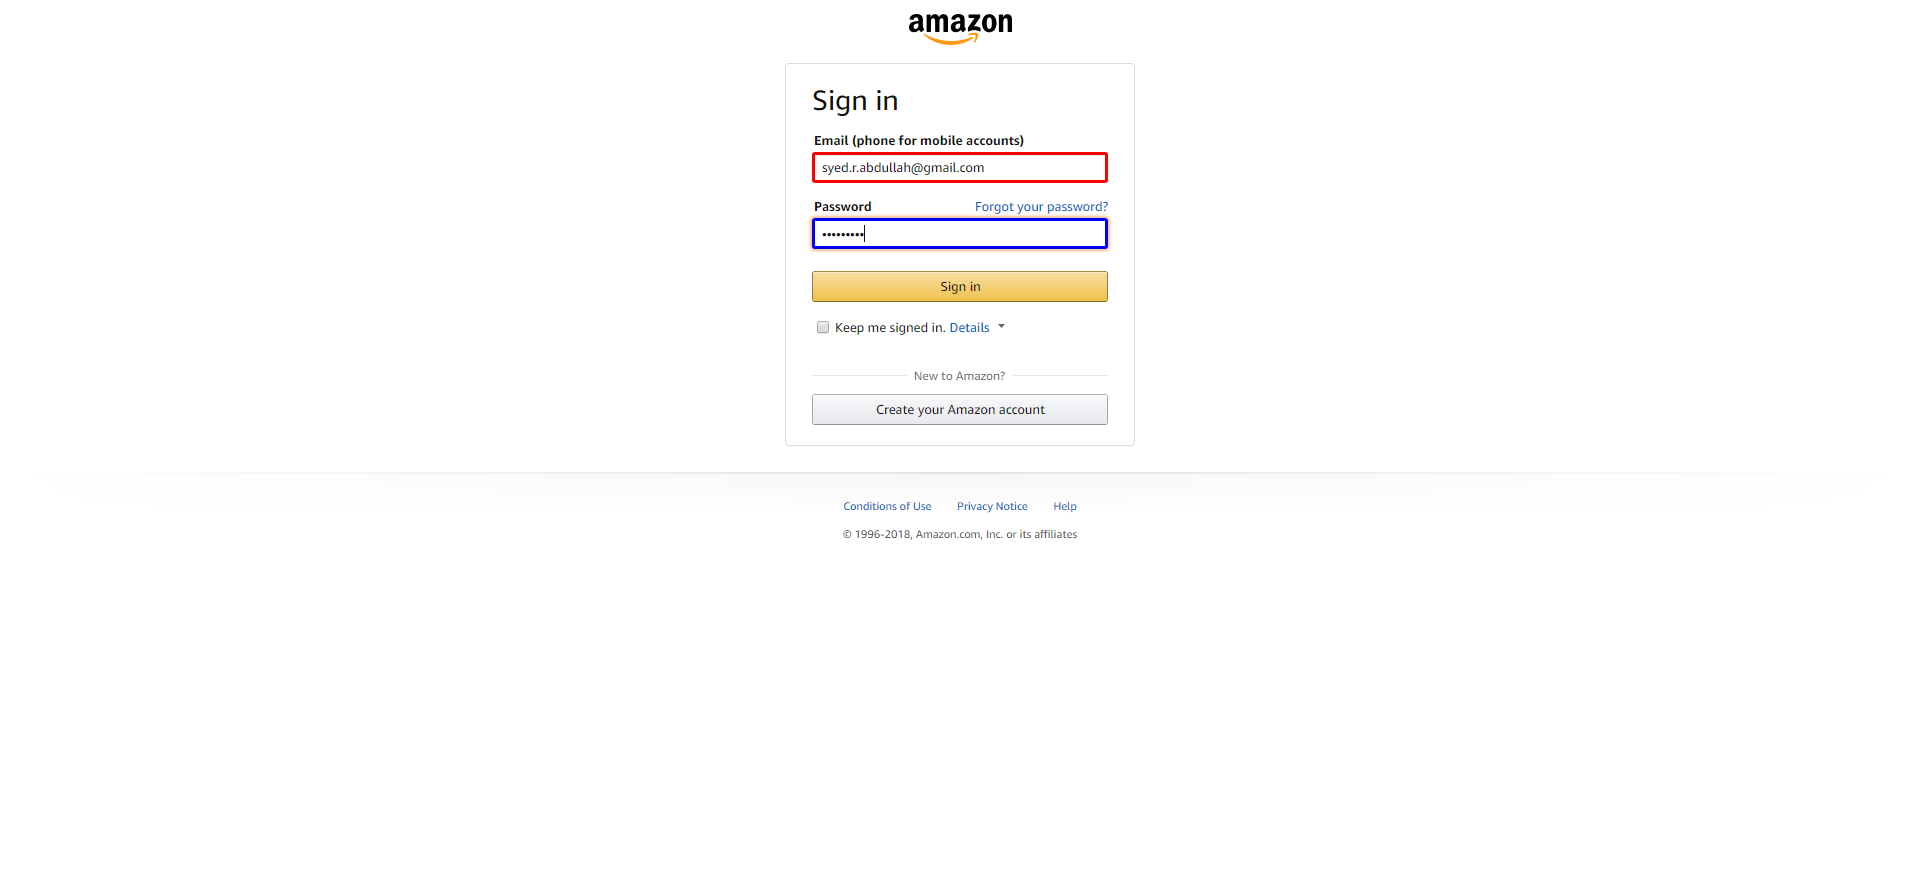 amazon
Sign in
Email (phone for mobile accounts)
syed.r.abdullah@gmail.com
Password Forgot your password?
•••••••••
Sign in
Keep me signed in. Details
New to Amazon?
Create your Amazon account
Conditions of Use Privacy Notice Help
© 1996-2018, Amazon.com, Inc. or its affiliates